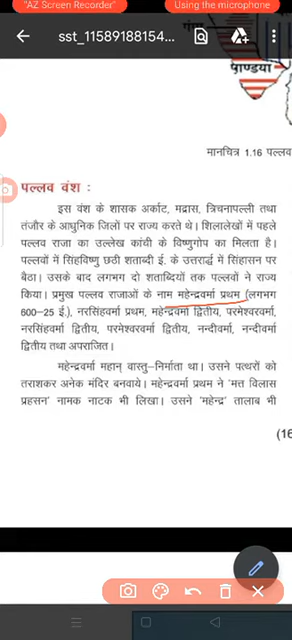 "AZ Screen Recorder"
Using the microphone
sst_11589188154...
पाण्डया
मानचित्र 1.16 पल्लव
पल्लव वंश :
इस वंश के शासक अर्काट, मद्रास, त्रिचनापल्ली तथा
तंजौर के आधुनिक जिलों पर राज्य करते थे। शिलालेखों में पहले
पल्लव राजा का उल्लेख कांची के विष्णुगोप का मिलता है।
पल्लवों में सिंहविष्णु छठी शताब्दी ई. के उत्तरार्द्ध में सिंहासन पर
बैठा। उसके बाद लगभग दो शताब्दियों तक पल्लवों ने राज्य
किया। प्रमुख पल्लव राजाओं के नाम महेन्द्रवर्मा प्रथम (लगभग
600-25 ई.), नरसिंहवर्मा प्रथम, महेन्द्रवर्मा द्वितीय, परमेश्वरवर्मा,
नरसिंहवर्मा द्वितीय, परमेश्वरवर्मा द्वितीय, नन्दीवर्मा, नन्दीवर्मा
द्वितीय तथा अपराजित।
महेन्द्रवर्मा महान् वास्तु-निर्माता था। उसने पत्थरों को
तराशकर अनेक मंदिर बनवाये। महेन्द्रवर्मा प्रथम ने 'मत्त विलास
प्रहसन' नामक नाटक भी लिखा। उसने 'महेन्द्र' तालाब भी
(16